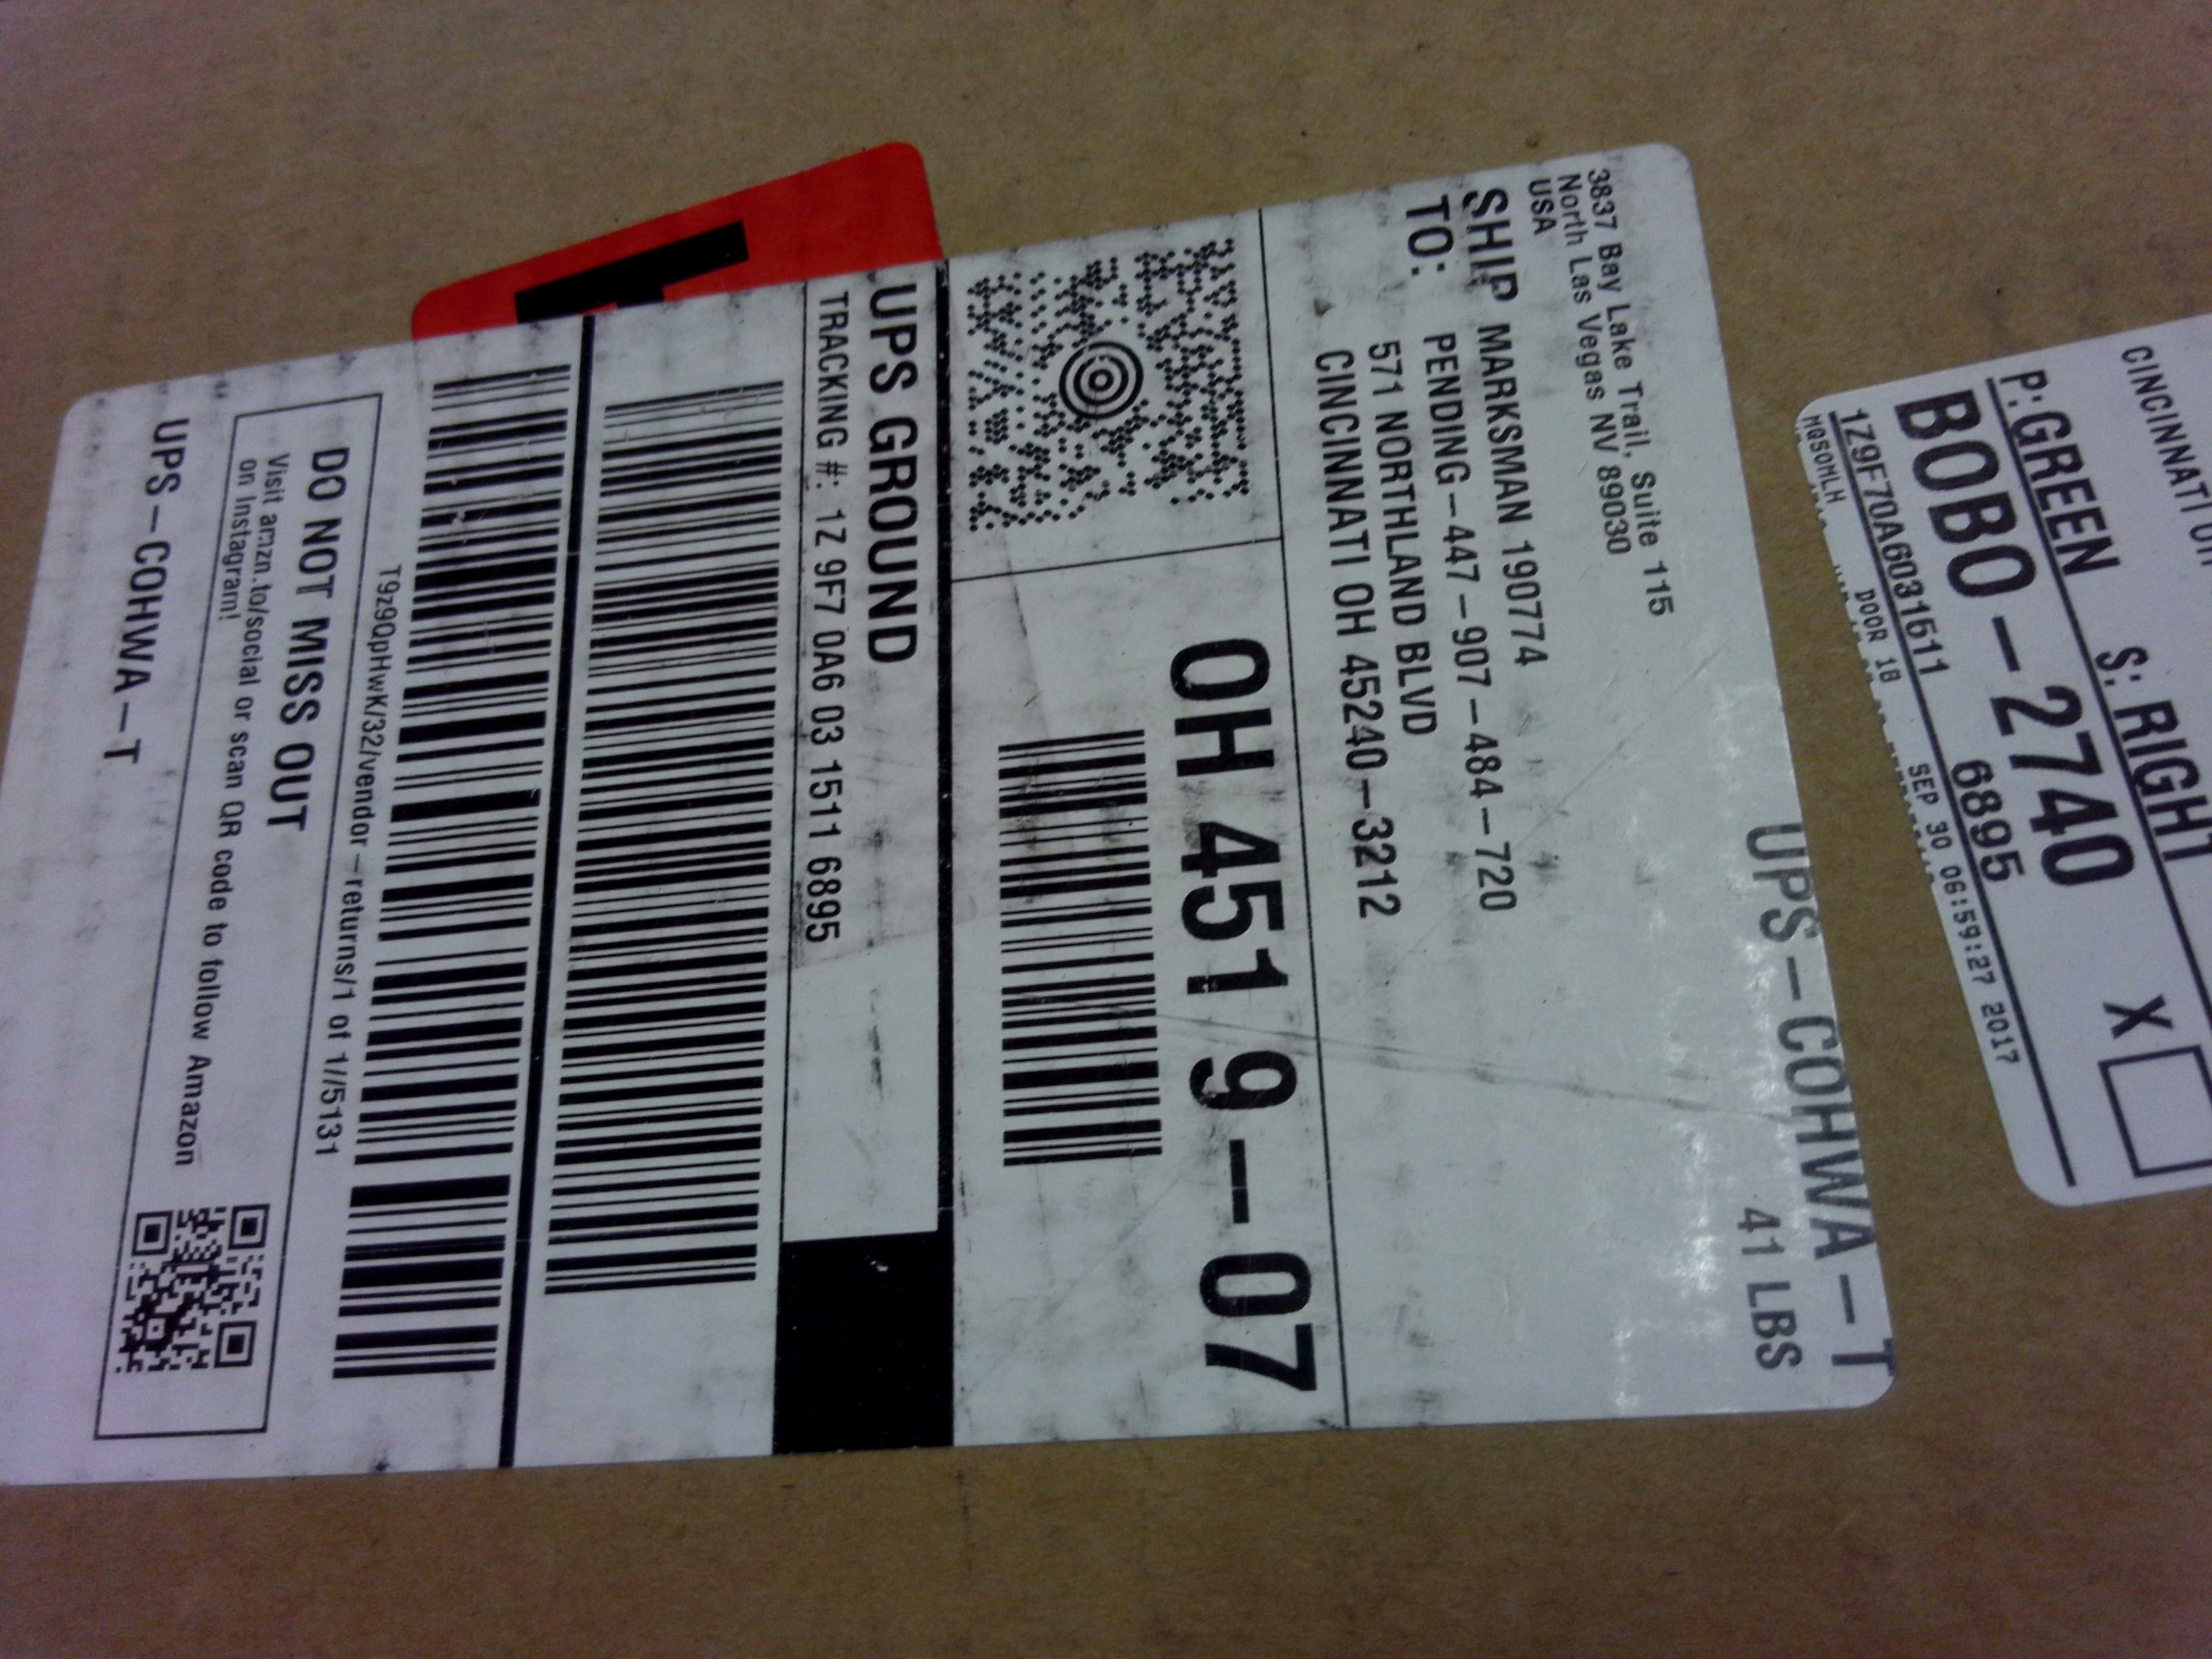 3837 Bay Lake Trail, Suite 115
North Las Vegas NV 89030
USA
UPS-COHWA-T
41 LBS
SHIP
TO:
MARKSMAN 190774
PENDING-447-907-484-720
571 NORTHLAND BLVD
CINCINNATI OH 45240-3212
OH 451 9-07
UPS GROUND
TRACKING #: 1Z 9F7 0A6 03 1511 6895
T9z9QpHwK/32/vendor-returns/1 of 1//5131
DO NOT MISS OUT
Visit amzn.to/social or scan QR code to follow Amazon
on Instagram!
UPS-COHWA-T
CINCINNATI
P:GREEN S: RIGHT
BOBO-2740 X
1Z9F70A60315116895
DOOR 18 SEP 30 06:59:27 2017